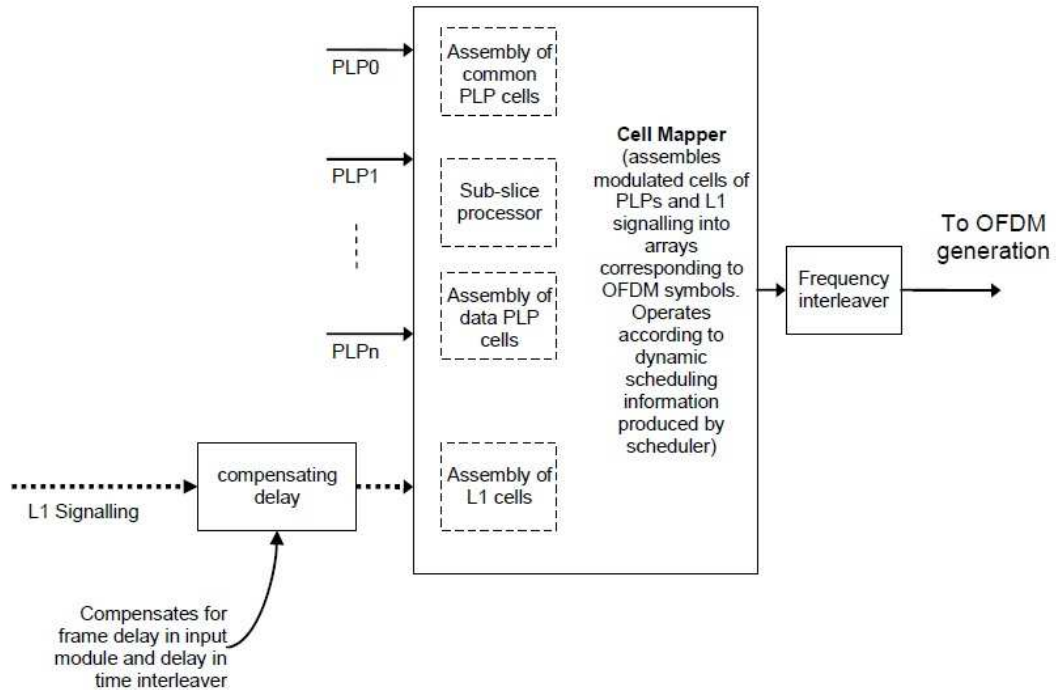 PLP0
Assembly of
common
PLP cells
PLP1
Sub-slice
processor
PLPn
Assembly of
data PLP
cells
Cell Mapper
(assembles
modulated cells of
PLPs and L1
signalling into
arrays
corresponding to
OFDM symbols.
Operates
according to
dynamic
scheduling
information
produced by
scheduler)
Frequency
interleaver
To OFDM
generation
L1 Signalling
compensating
delay
Assembly of
L1 cells
Compensates for
frame delay in input
module and delay in
time interleaver